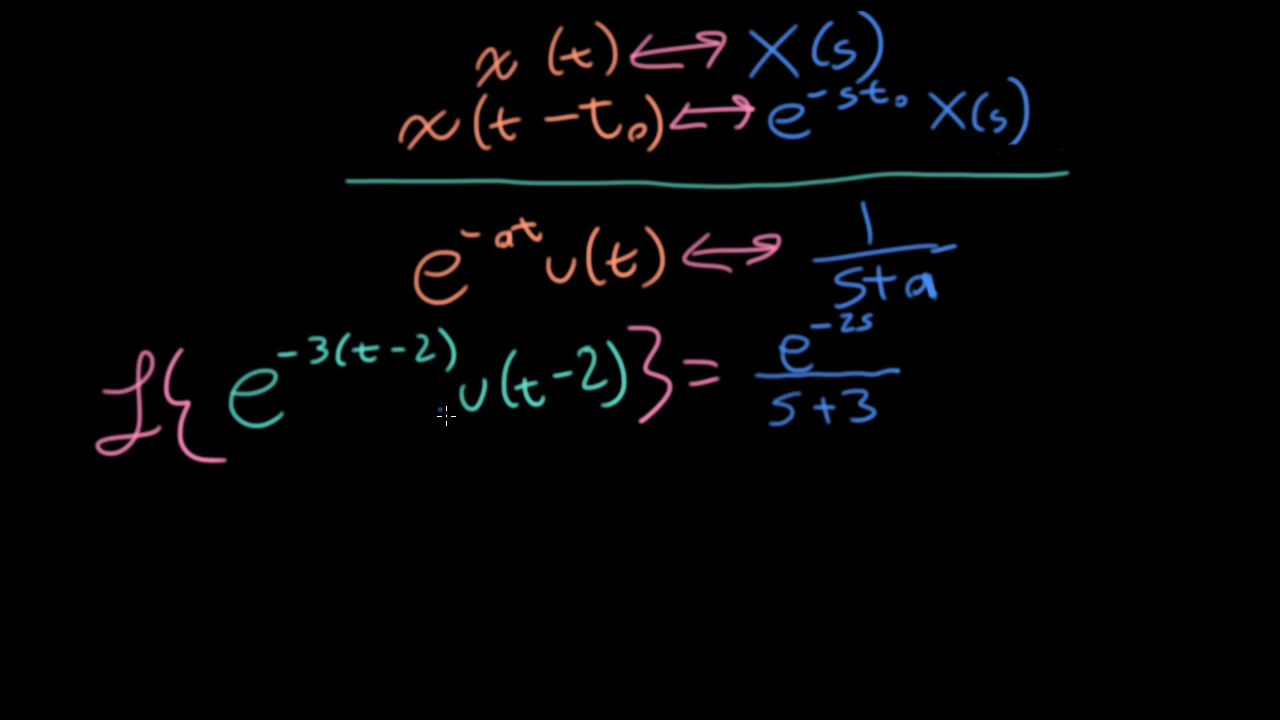 x(t) ↔ X(s)
x(t - t₀) ↔ e^{-st₀} X(s)
e^{-at} u(t) ↔ 1/(s+a)
ℒ{e^{-3(t-2)} u(t-2)} = e^{-2s}/(s+3)